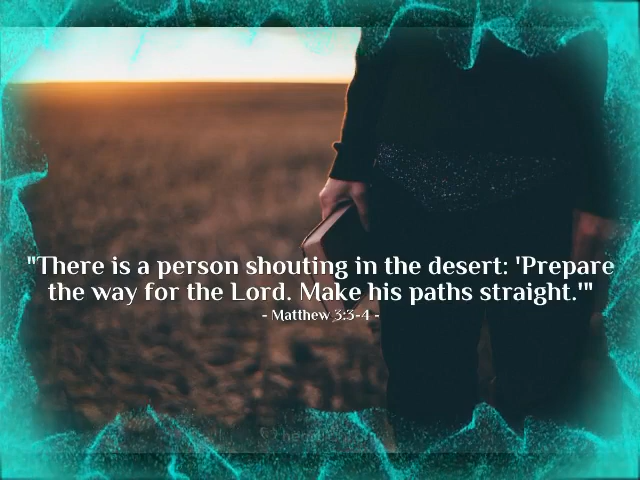 "There is a person shouting in the desert: 'Prepare
the way for the Lord. Make his paths straight.'"
- Matthew 3:3-4 -